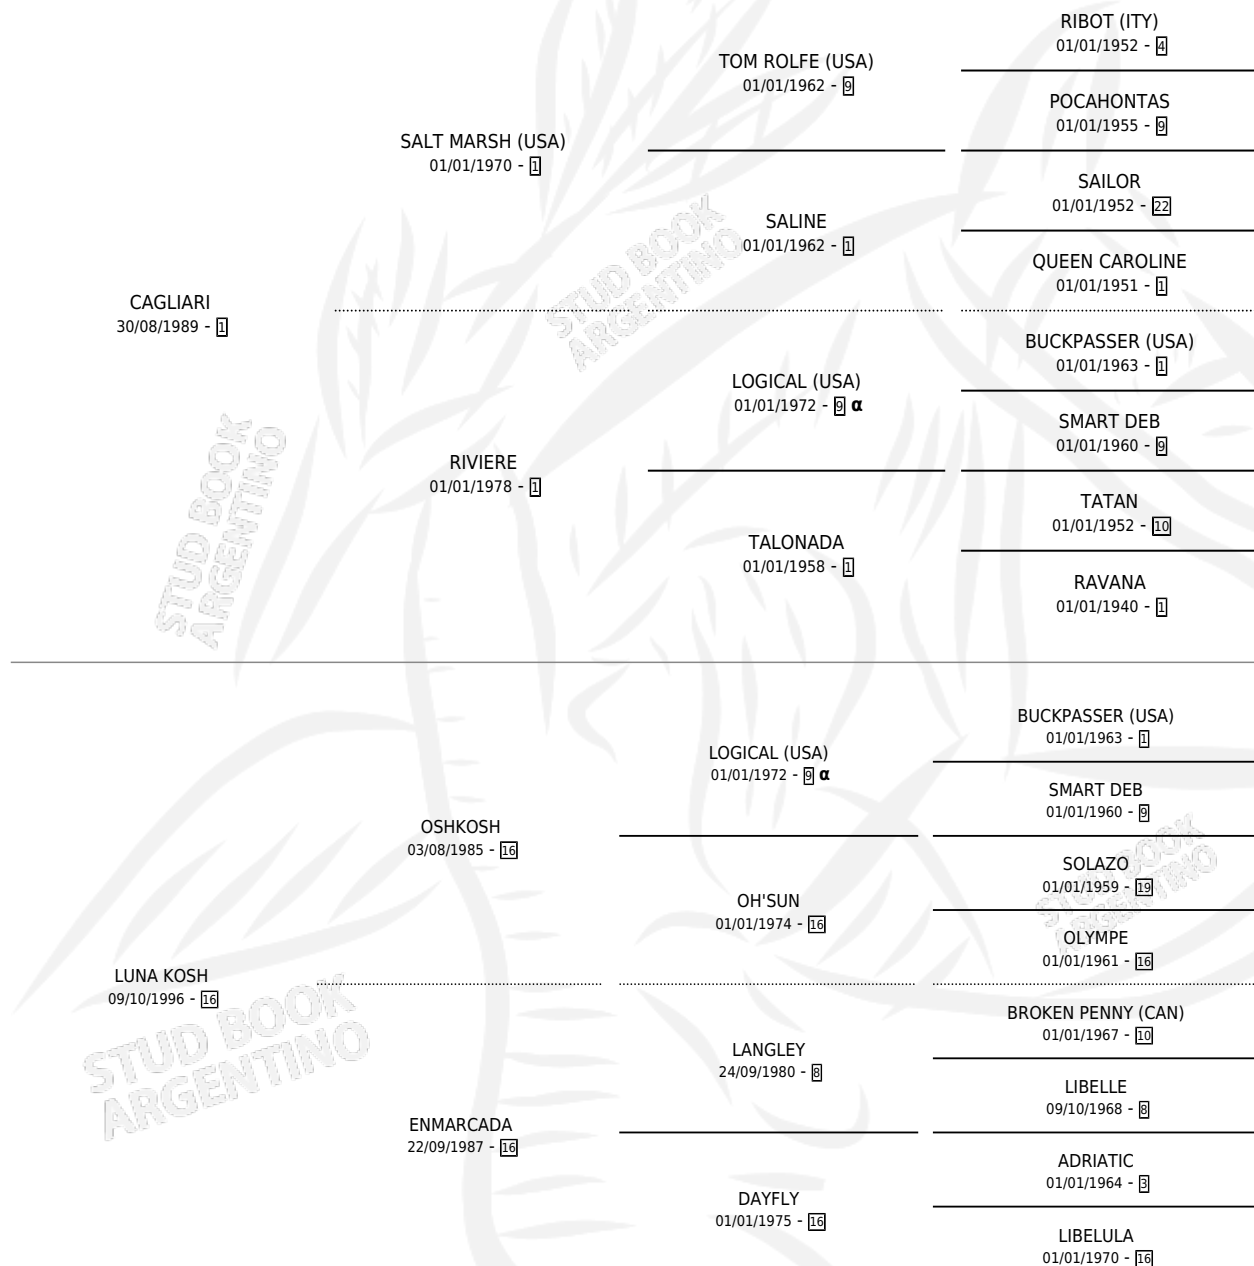 RIBOT (ITY)
01/01/1952 - 4
TOM ROLFE (USA)
01/01/1962 - 9
POCAHONTAS
01/01/1955 - 9
SALT MARSH (USA)
01/01/1970 - 1
SAILOR
01/01/1952 - 22
SALINE
01/01/1962 - 1
QUEEN CAROLINE
01/01/1951 - 1
CAGLIARI
30/08/1989 - 1
BUCKPASSER (USA)
01/01/1963 - 1
LOGICAL (USA)
01/01/1972 - 9 α
SMART DEB
01/01/1960 - 9
RIVIERE
01/01/1978 - 1
TATAN
01/01/1952 - 10
TALONADA
01/01/1958 - 1
RAVANA
01/01/1940 - 1
BUCKPASSER (USA)
01/01/1963 - 1
LOGICAL (USA)
01/01/1972 - 9 α
SMART DEB
01/01/1960 - 9
OSHKOSH
03/08/1985 - 16
SOLAZO
01/01/1959 - 19
OH'SUN
01/01/1974 - 16
OLYMPE
01/01/1961 - 16
LUNA KOSH
09/10/1996 - 16
BROKEN PENNY (CAN)
01/01/1967 - 10
LANGLEY
24/09/1980 - 8
LIBELLE
09/10/1968 - 8
ENMARCADA
22/09/1987 - 16
ADRIATIC
01/01/1964 - 3
DAYFLY
01/01/1975 - 16
LIBELULA
01/01/1970 - 16
STUD BOOK
ARGENTINO
STUD BOOK
ARGENTINO
STUD BOOK
ARGENTINO
STUD BOOK
ARGENTINO